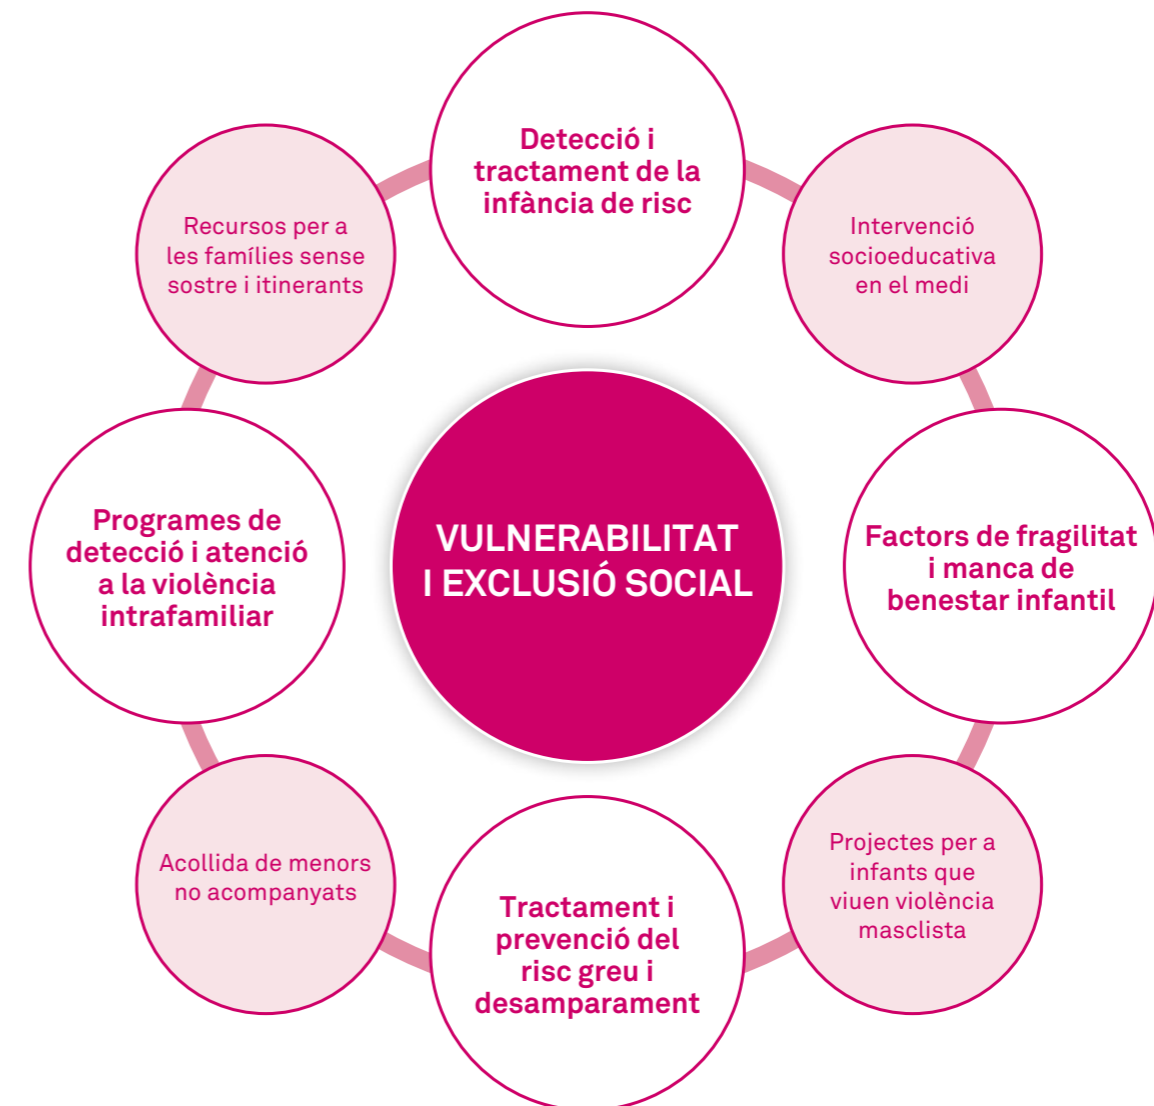 Detecció i
tractament de la
infància de risc
Recursos per a
les famílies sense
sostre i itinerants
Intervenció
socioeducativa
en el medi
Programes de
detecció i atenció
a la violència
intrafamiliar
VULNERABILITAT
I EXCLUSIÓ SOCIAL
Factors de fragilitat
i manca de
benestar infantil
Acollida de menors
no acompanyats
Tractament i
prevenció del
risc greu i
desamparament
Projectes per a
infants que
viuen violència
masclista